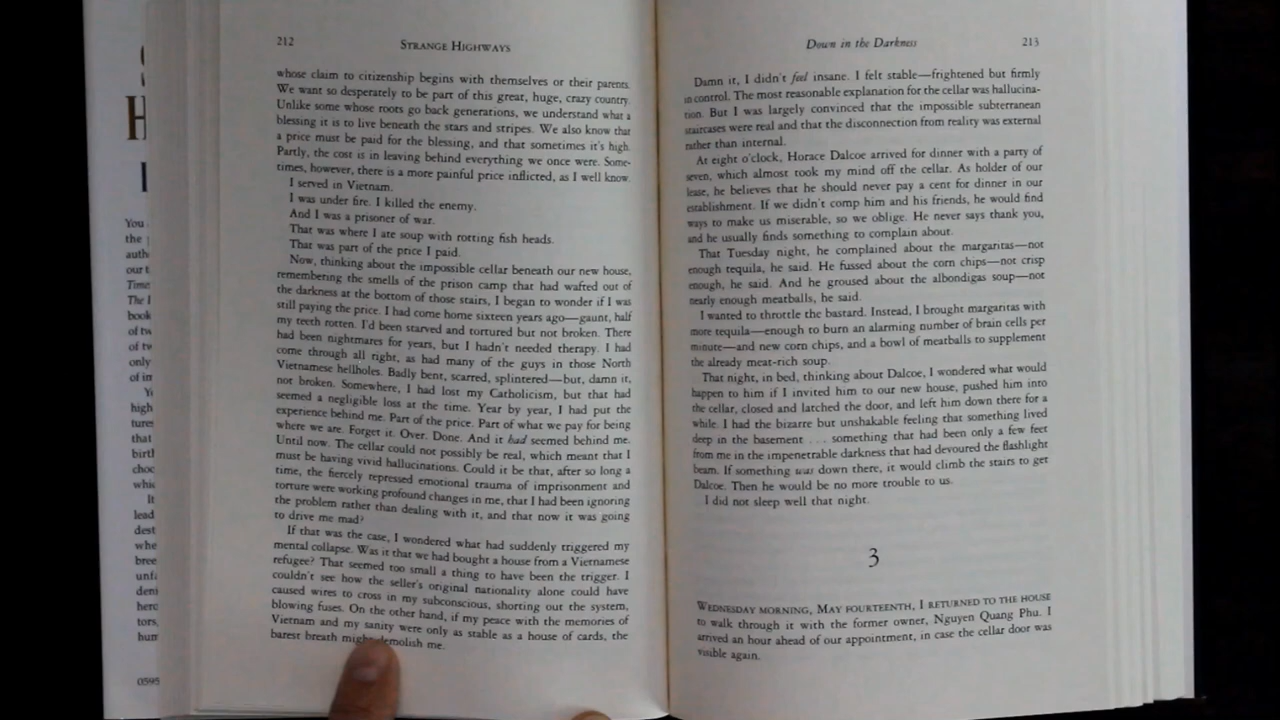 212
STRANGE HIGHWAYS
whose claim to citizenship begins with themselves or their parents.
We want so desperately to be part of this great, huge, crazy country.
Unlike some whose roots go back generations, we understand what a
blessing it is to live beneath the stars and stripes. We also know that
a price must be paid for the blessing, and that sometimes it's high.
Partly, the cost is in leaving behind everything we once were. Some-
times, however, there is a more painful price inflicted, as I well know.
I served in Vietnam.
I was under fire. I killed the enemy.
And I was a prisoner of war.
That was where I ate soup with rotting fish heads.
That was part of the price I paid.
Now, thinking about the impossible cellar beneath our new house,
remembering the smells of the prison camp that had wafted out of
the darkness at the bottom of those stairs, I began to wonder if I was
still paying the price. I had come home sixteen years ago—gaunt, half
my teeth rotten. I'd been starved and tortured but not broken. There
had been nightmares for years, but I hadn't needed therapy. I had
come through all right, as had many of the guys in those North
Vietnamese hellholes. Badly bent, scarred, splintered—but, damn it,
not broken. Somewhere, I had lost my Catholicism, but that had
seemed a negligible loss at the time. Year by year, I had put the
experience behind me. Part of the price. Part of what we pay for being
where we are. Forget it. Over. Done. And it had seemed behind me.
Until now. The cellar could not possibly be real, which meant that I
must be having vivid hallucinations. Could it be that, after so long a
time, the fiercely repressed emotional trauma of imprisonment and
torture were working profound changes in me, that I had been ignoring
the problem rather than dealing with it, and that now it was going
to drive me mad?
If that was the case, I wondered what had suddenly triggered my
mental collapse. Was it that we had bought a house from a Vietnamese
refugee? That seemed too small a thing to have been the trigger. I
couldn't see how the seller's original nationality alone could have
caused wires to cross in my subconscious, shorting out the system,
blowing fuses. On the other hand, if my peace with the memories of
Vietnam and my sanity were only as stable as a house of cards, the
barest breath might demolish me.
Down in the Darkness
213
Damn it, I didn't feel insane. I felt stable—frightened but firmly
in control. The most reasonable explanation for the cellar was hallucina-
tion. But I was largely convinced that the impossible subterranean
staircases were real and that the disconnection from reality was external
rather than internal.
At eight o'clock, Horace Dalcoe arrived for dinner with a party of
seven, which almost took my mind off the cellar. As holder of our
lease, he believes that he should never pay a cent for dinner in our
establishment. If we didn't comp him and his friends, he would find
ways to make us miserable, so we oblige. He never says thank you,
and he usually finds something to complain about.
That Tuesday night, he complained about the margaritas—not
enough tequila, he said. He fussed about the corn chips—not crisp
enough, he said. And he groused about the albondigas soup—not
nearly enough meatballs, he said.
I wanted to throttle the bastard. Instead, I brought margaritas with
more tequila—enough to burn an alarming number of brain cells per
minute—and new corn chips, and a bowl of meatballs to supplement
the already meat-rich soup.
That night, in bed, thinking about Dalcoe, I wondered what would
happen to him if I invited him to our new house, pushed him into
the cellar, closed and latched the door, and left him down there for a
while. I had the bizarre but unshakable feeling that something lived
deep in the basement . . . something that had been only a few feet
from me in the impenetrable darkness that had devoured the flashlight
beam. If something was down there, it would climb the stairs to get
Dalcoe. Then he would be no more trouble to us.
I did not sleep well that night.
3
WEDNESDAY MORNING, MAY FOURTEENTH, I RETURNED TO THE HOUSE
to walk through it with the former owner, Nguyen Quang Phu. I
arrived an hour ahead of our appointment, in case the cellar door was
visible again.
H
You
the
auth
our t
Time
The I
book
of tw
of tw
only
of in
Y
high
tures
that
birth
choc
whic
It
lead
dest
whe
bree
unfa
deni
hero
tors,
hum
0595